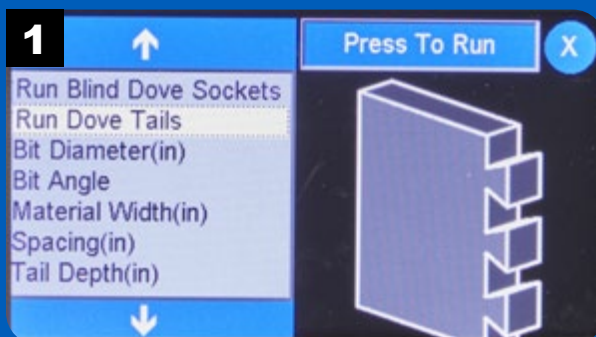 1
Press To Run
X
Run Blind Dove Sockets
Run Dove Tails
Bit Diameter(in)
Bit Angle
Material Width(in)
Spacing(in)
Tail Depth(in)